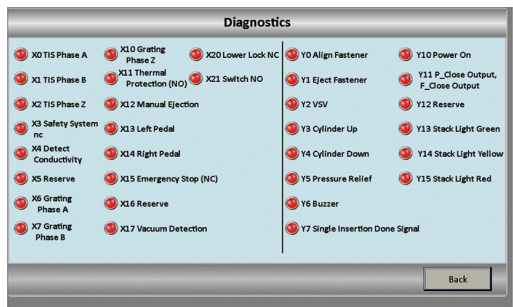 Diagnostics
X0 TIS Phase A
X1 TIS Phase B
X2 TIS Phase Z
X3 Safety System
nc
X4 Detect
Conductivity
X5 Reserve
X6 Grating
Phase A
X7 Grating
Phase B
X10 Grating
Phase Z
X11 Thermal
Protection (NO)
X12 Manual Ejection
X13 Left Pedal
X14 Right Pedal
X15 Emergency Stop (NC)
X16 Reserve
X17 Vacuum Detection
X20 Lower Lock NC
X21 Switch NO
Y0 Align Fastener
Y1 Eject Fastener
Y2 VSV
Y3 Cylinder Up
Y4 Cylinder Down
Y5 Pressure Relief
Y6 Buzzer
Y7 Single Insertion Done Signal
Y10 Power On
Y11 P_Close Output,
F_Close Output
Y12 Reserve
Y13 Stack Light Green
Y14 Stack Light Yellow
Y15 Stack Light Red
Back